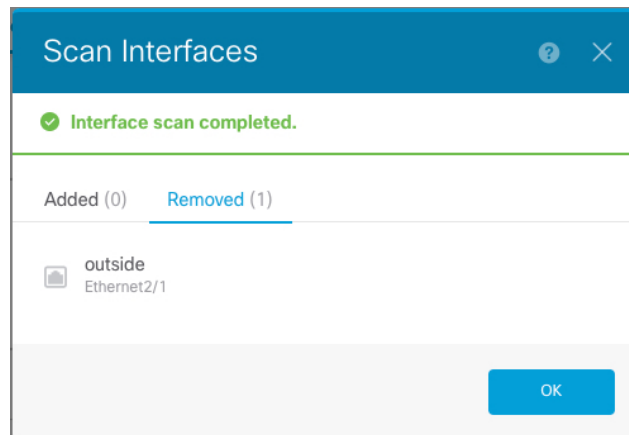 Scan Interfaces
Interface scan completed.
Added (0) Removed (1)
outside
Ethernet2/1
OK